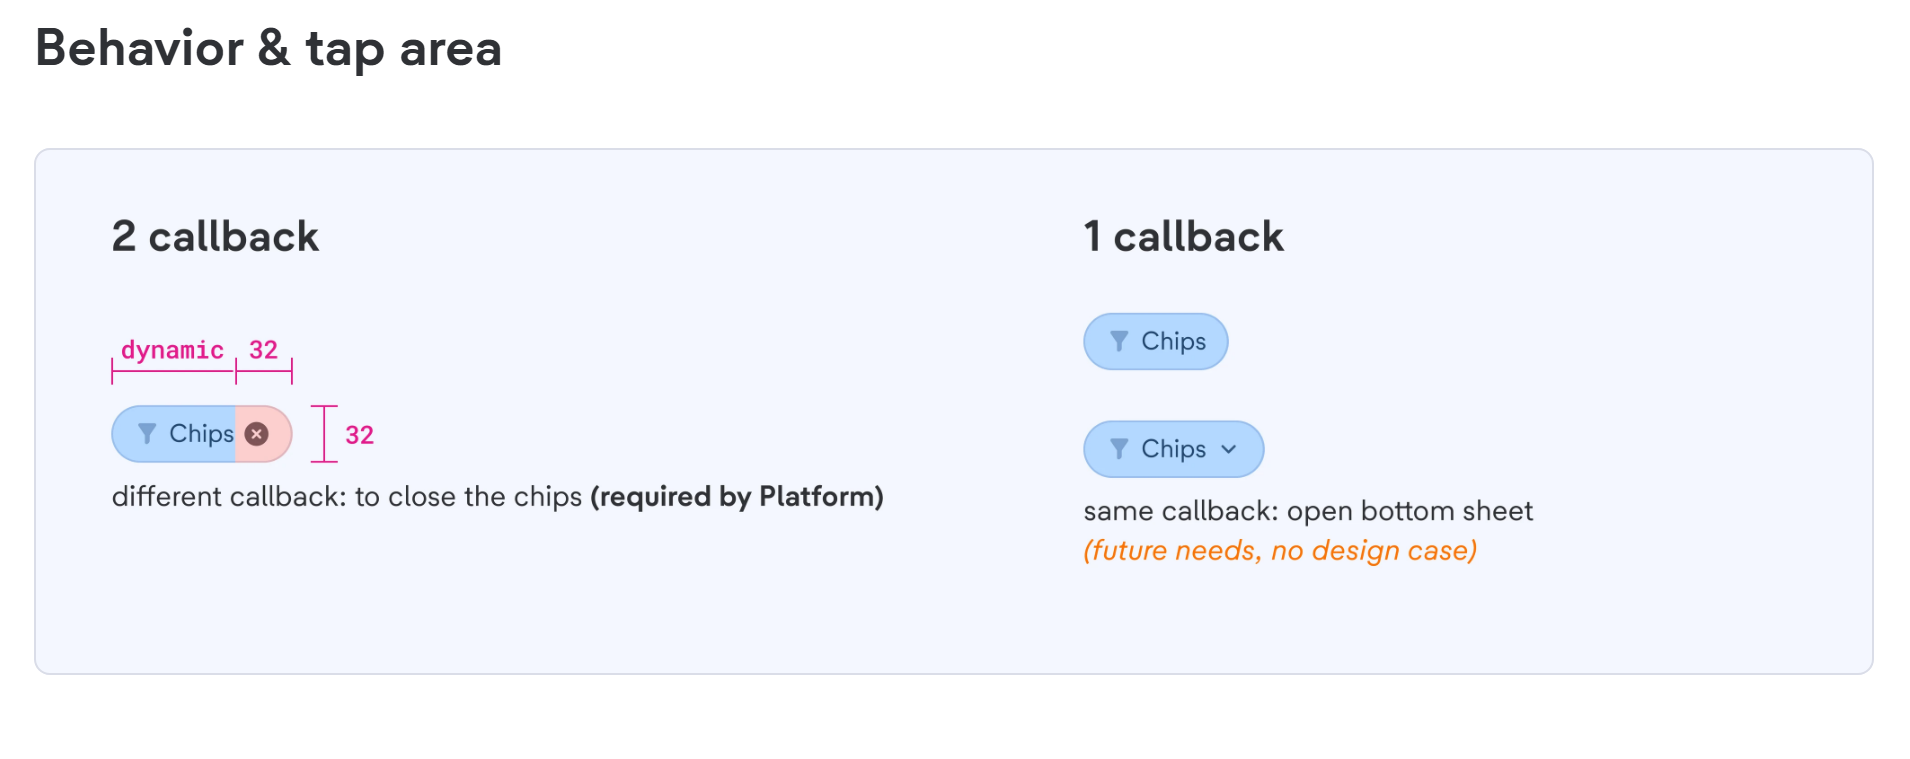 Behavior & tap area
2 callback
dynamic 32
Chips
32
different callback: to close the chips (required by Platform)
1 callback
Chips
Chips
same callback: open bottom sheet
(future needs, no design case)